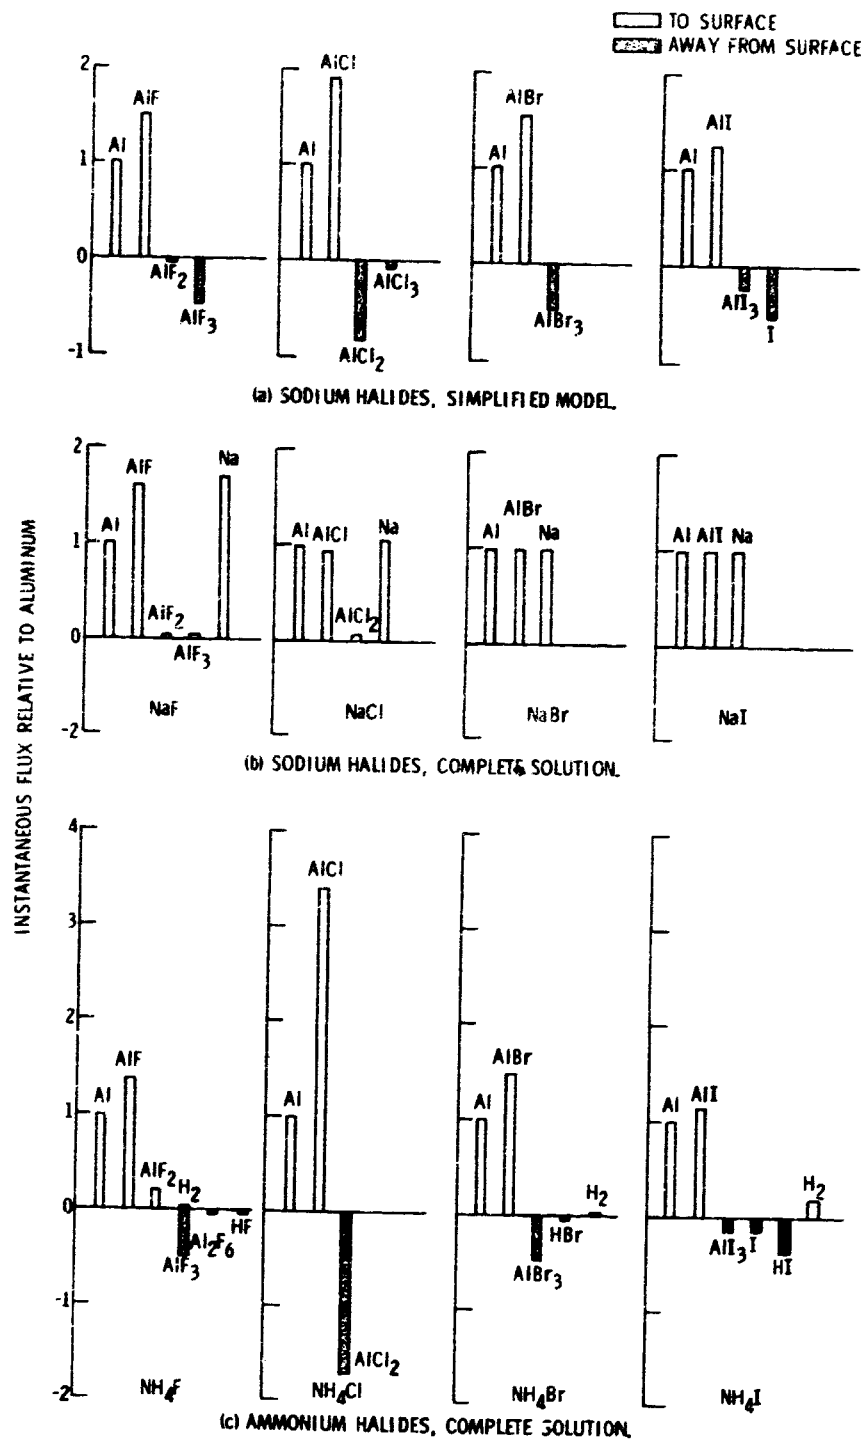 TO SURFACE
AWAY FROM SURFACE
INSTANTANEOUS FLUX RELATIVE TO ALUMINUM
2
1
0
-1
Al
AlF
AlF2
AlF3
Al
AlCl
AlCl2
AlCl3
Al
AlBr
AlBr3
Al
AlI
AlI3
I
(a) SODIUM HALIDES, SIMPLIFIED MODEL.
2
1
0
-2
Al
AlF
AlF2
AlF3
Na
NaF
Al
AlCl
AlCl2
Na
NaCl
Al
AlBr
Na
NaBr
Al
AlI
Na
NaI
(b) SODIUM HALIDES, COMPLETE SOLUTION.
4
3
2
1
0
-1
-2
Al
AlF
AlF2
H2
AlF3
Al2F6
HF
NH4F
Al
AlCl
AlCl2
NH4Cl
Al
AlBr
AlBr3
HBr
H2
NH4Br
Al
AlI
AlI3
I
HI
H2
NH4I
(c) AMMONIUM HALIDES, COMPLETE SOLUTION.